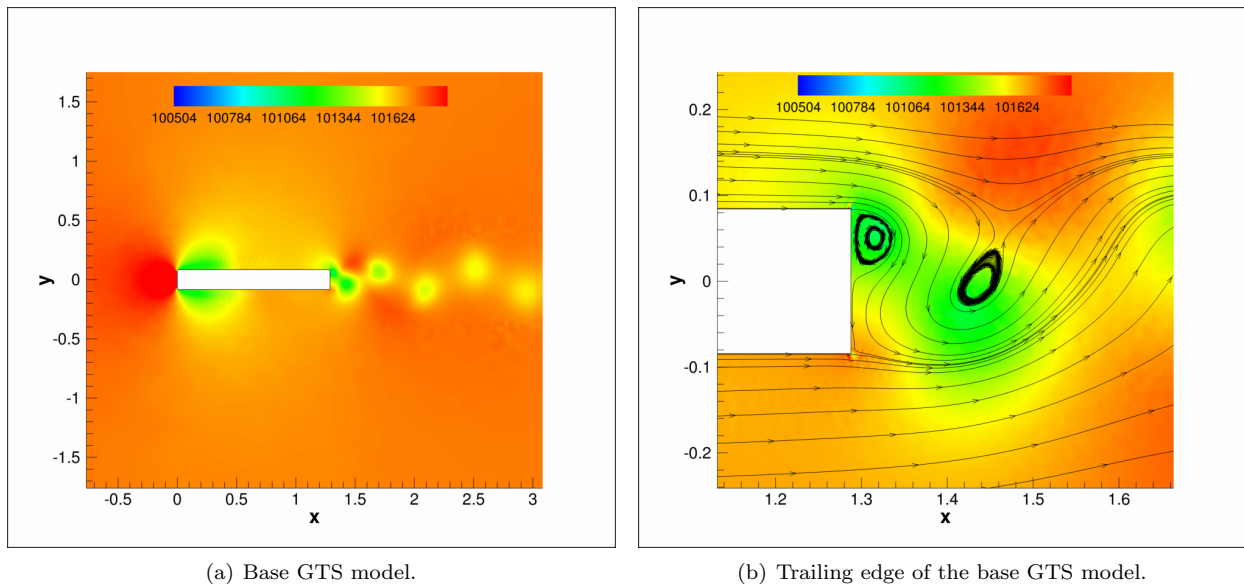 100504 100784 101064 101344 101624
1.5
1
0.5
0
-0.5
-1
-1.5
y
-0.5 0 0.5 1 1.5 2 2.5 3
x
(a) Base GTS model.
100504 100784 101064 101344 101624
0.2
0.1
0
-0.1
-0.2
y
1.2 1.3 1.4 1.5 1.6
x
(b) Trailing edge of the base GTS model.